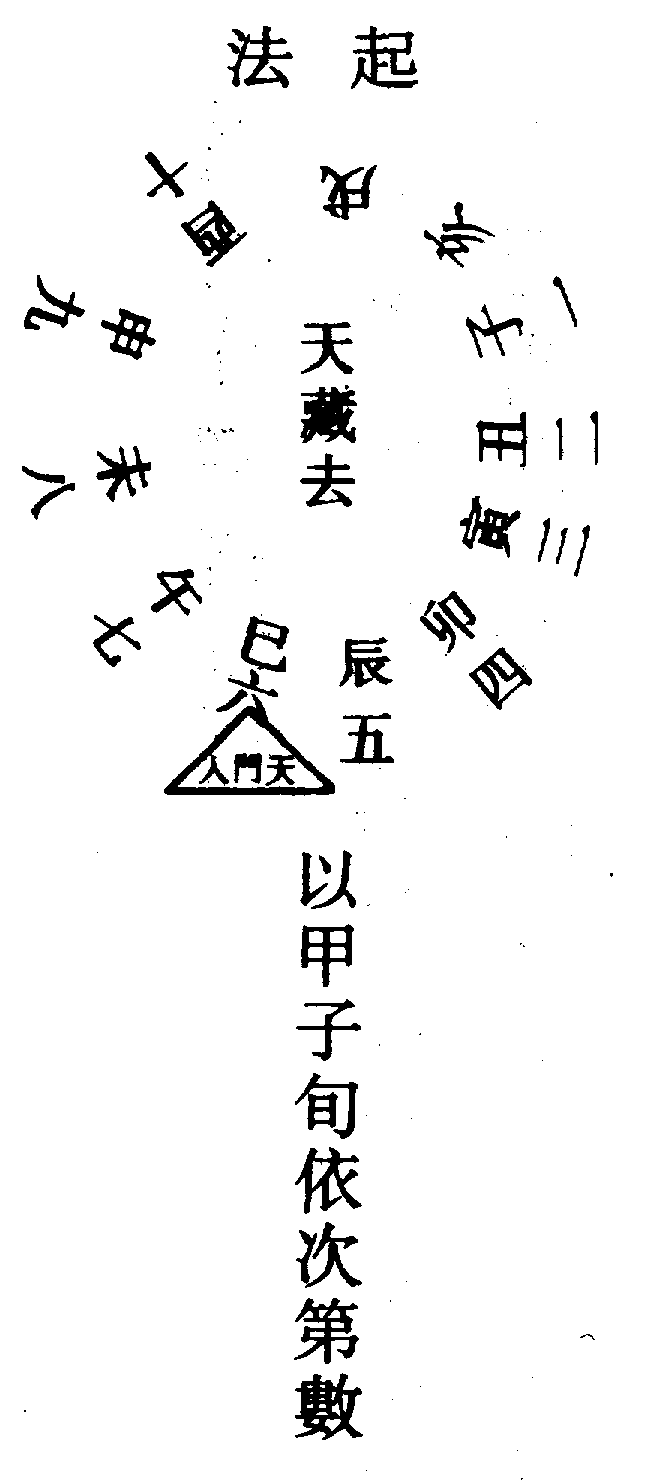 起法
天藏去
子一
丑二
寅三
卯四
辰五
巳六
午七
未八
申九
酉十
戌
亥
天門入
以甲子旬依次第數